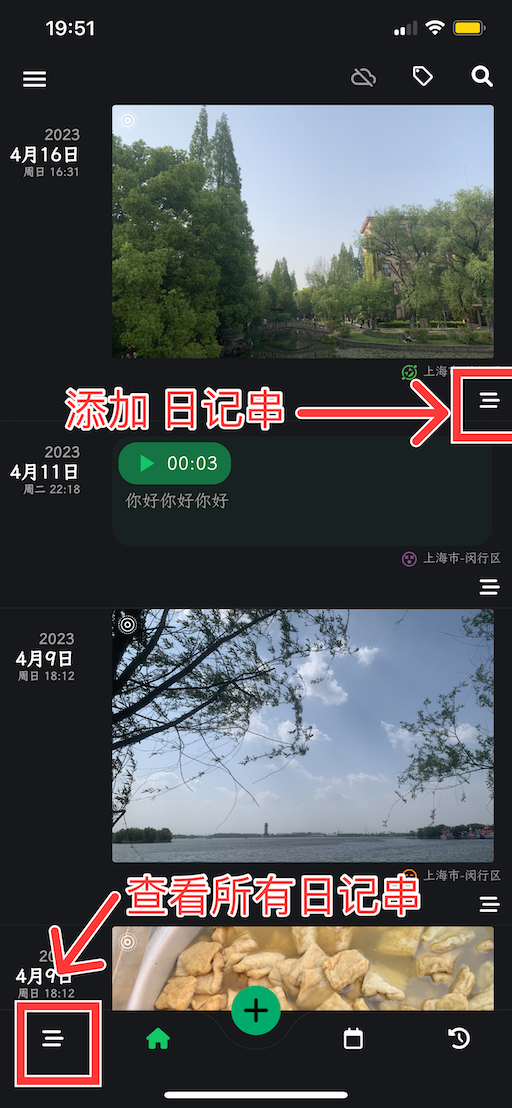 19:51
2023
4月16日
周日 16:31
上海市
添加 日记串
2023
4月11日
周二 22:18
00:03
你好你好你好
上海市-闵行区
2023
4月9日
周日 18:12
上海市-闵行区
查看所有日记串
20
4月9日
周日 18:12